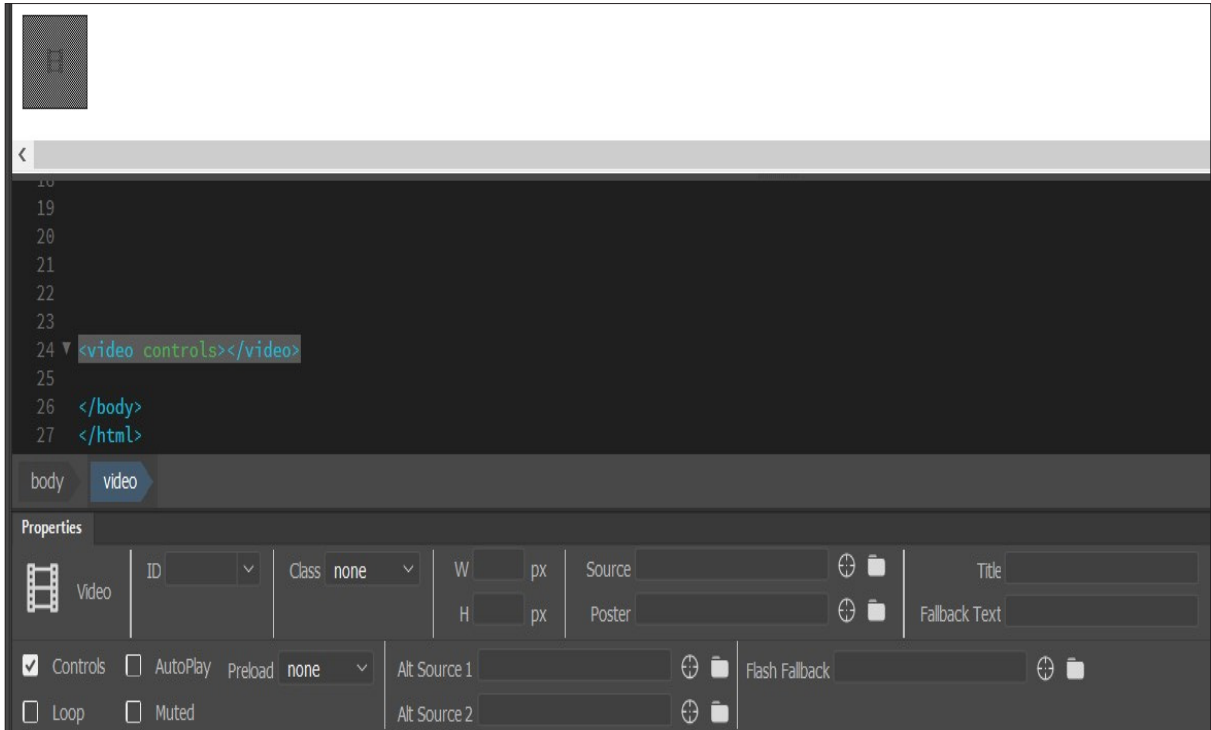 19
20
21
22
23
24 ▼ <video controls></video>
25
26 </body>
27 </html>
body video
Properties
Video ID Class none W px Source Title
H px Poster Fallback Text
Controls AutoPlay Preload none Alt Source 1 Flash Fallback
Loop Muted Alt Source 2